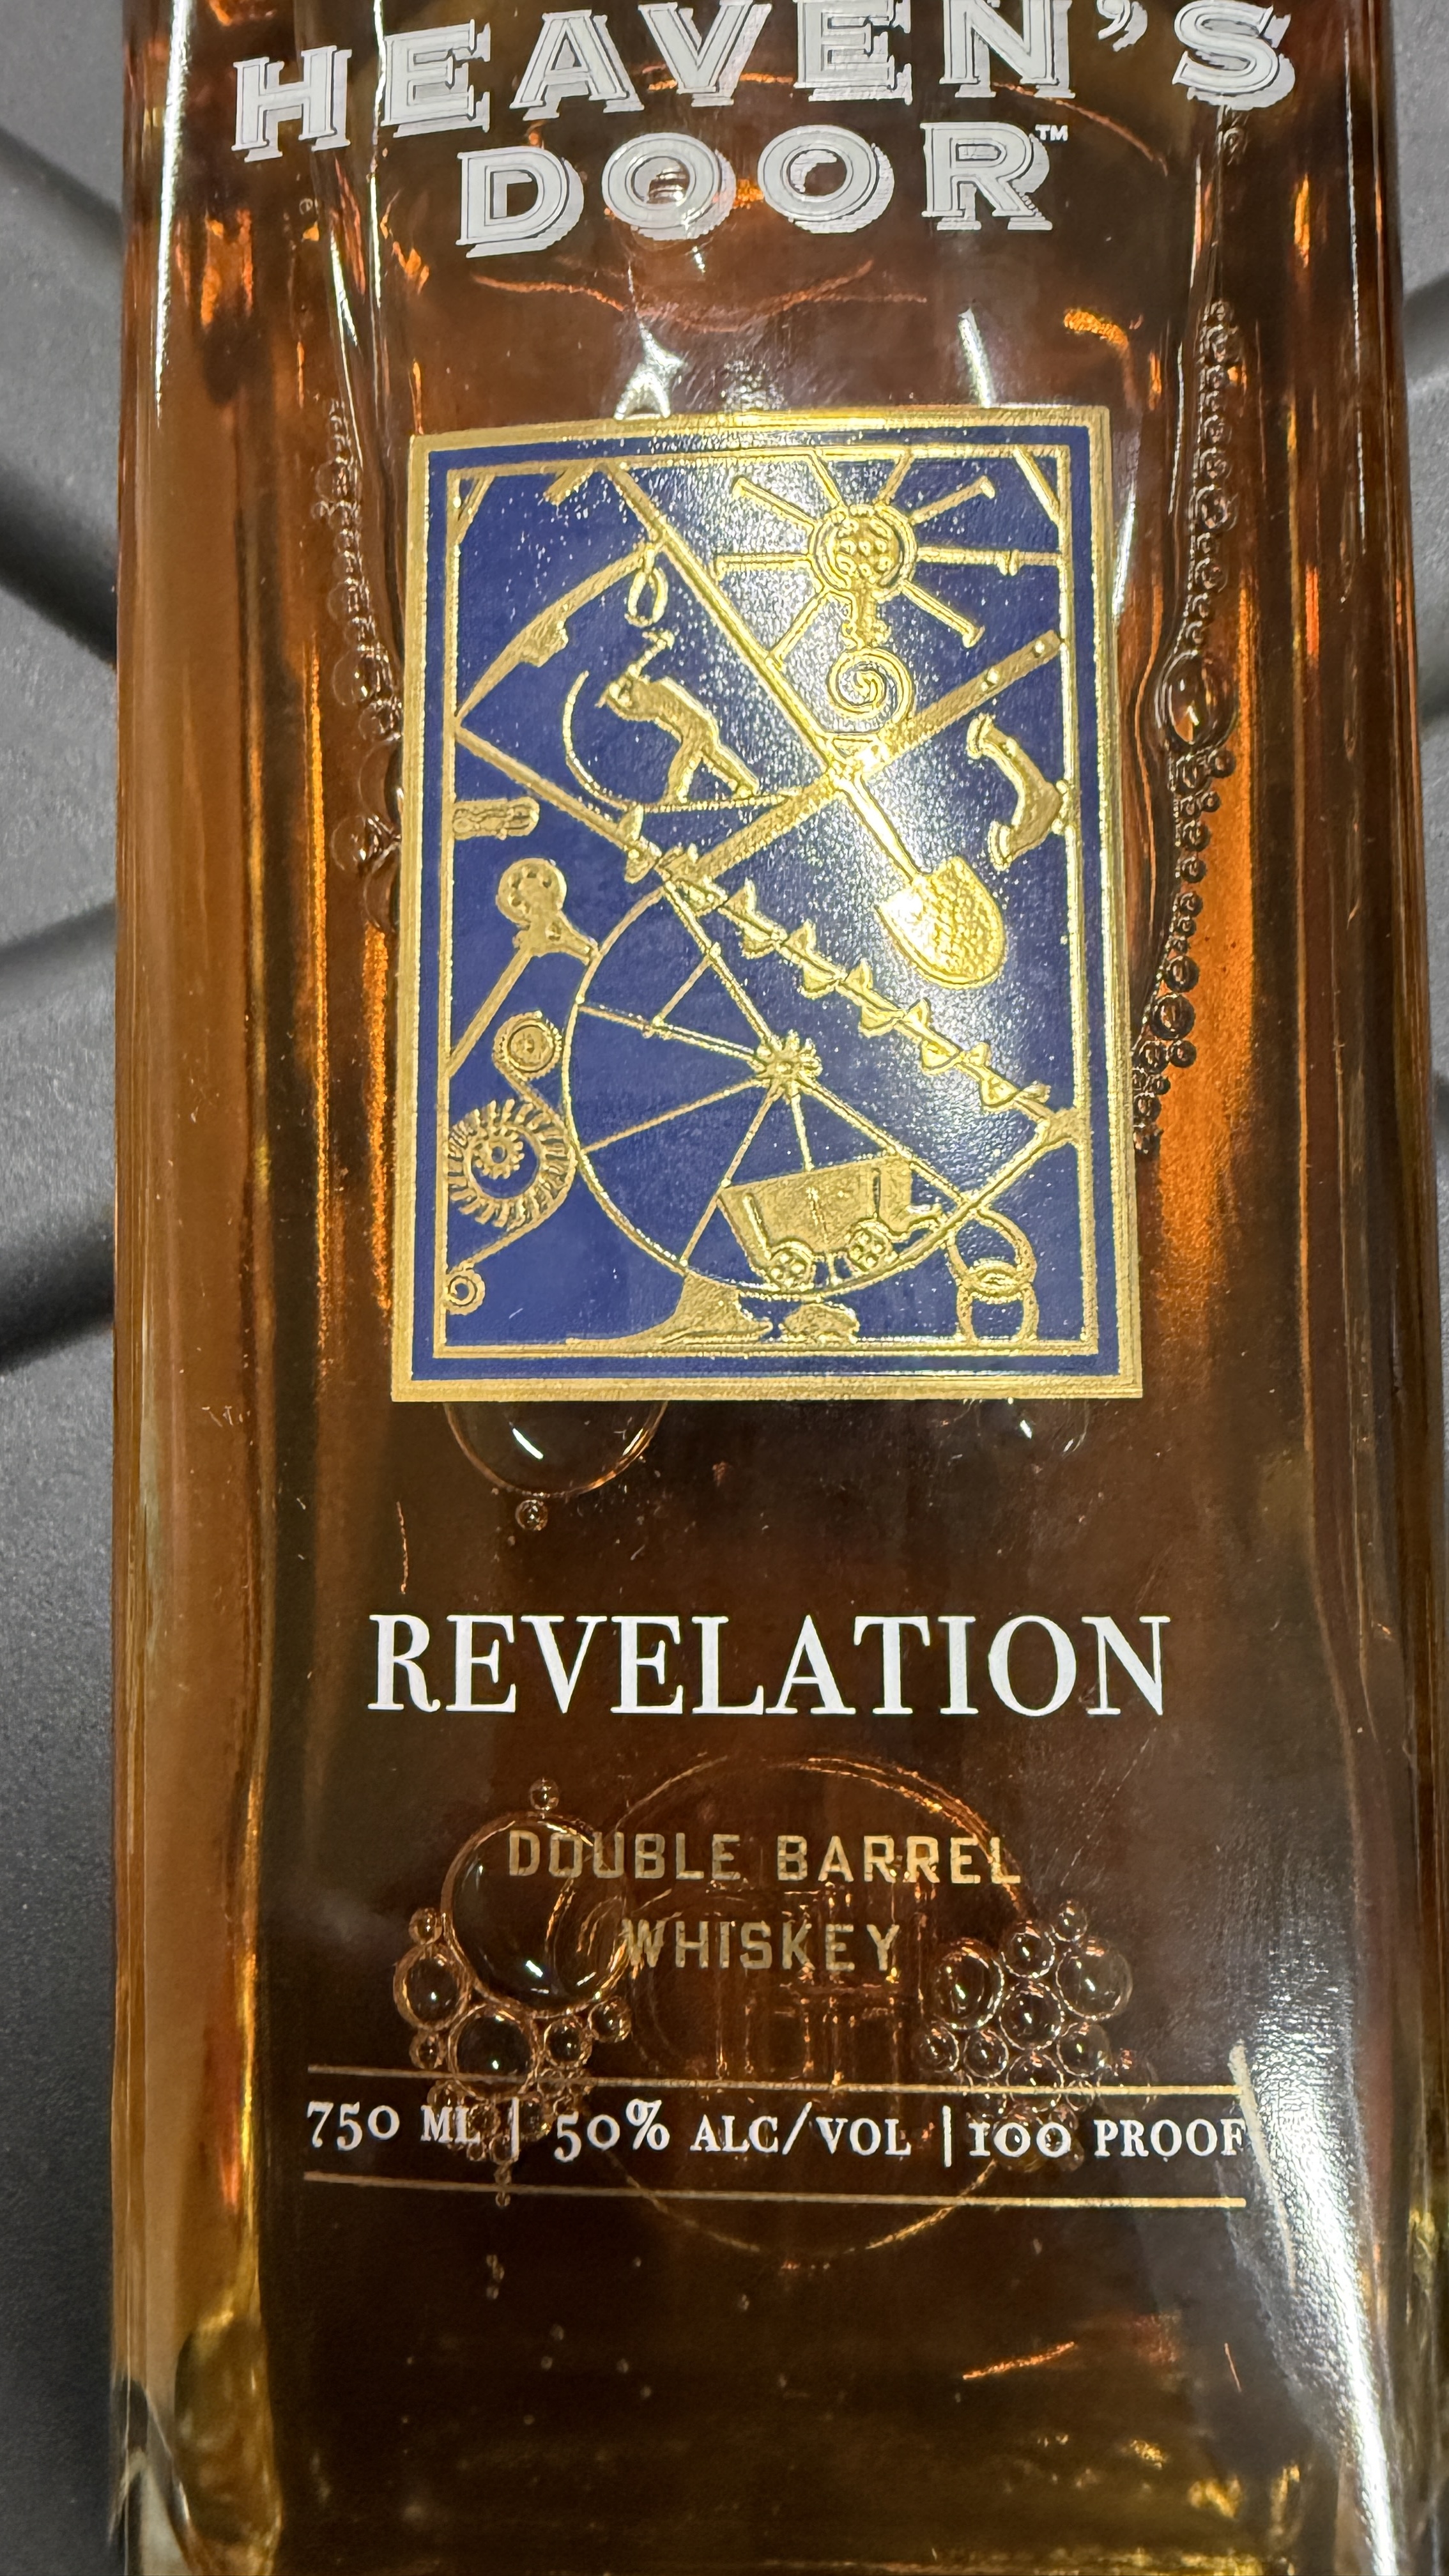 HEAVEN'S
DOOR™
REVELATION
DOUBLE BARREL
WHISKEY
750 ML | 50% ALC/VOL | 100 PROOF